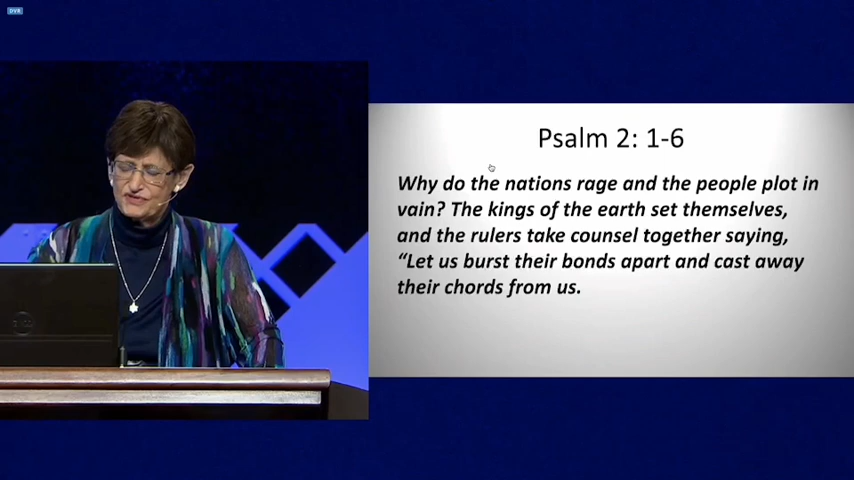 DVR
Psalm 2: 1-6
Why do the nations rage and the people plot in
vain? The kings of the earth set themselves,
and the rulers take counsel together saying,
“Let us burst their bonds apart and cast away
their chords from us.